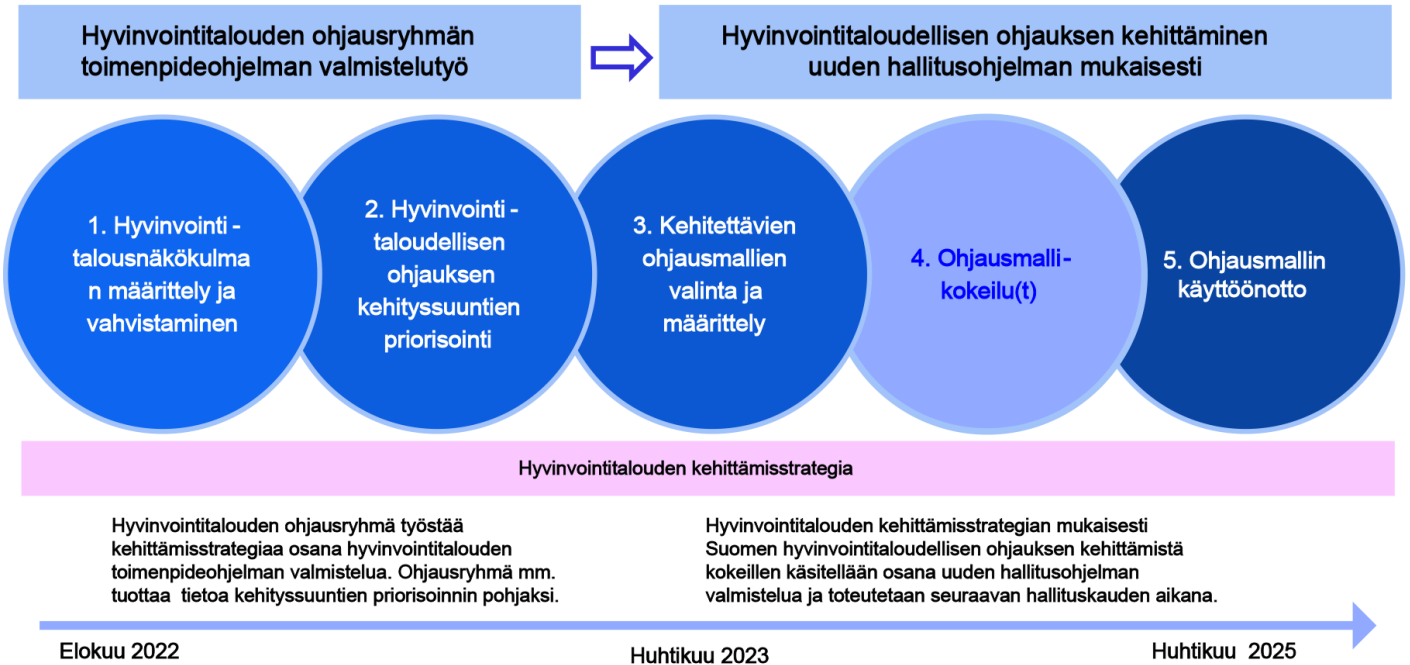 Hyvinvointitalouden ohjausryhmän
toimenpideohjelman valmistelutyö
Hyvinvointitaloudellisen ohjauksen kehittäminen
uuden hallitusohjelman mukaisesti
1. Hyvinvointi -
talousnäkökulma
n määrittely ja
vahvistaminen
2. Hyvinvointi -
taloudellisen
ohjauksen
kehityssuuntien
priorisointi
3. Kehitettävien
ohjausmallien
valinta ja
määrittely
4. Ohjausmalli-
kokeilu(t)
5. Ohjausmallin
käyttöönotto
Hyvinvointitalouden kehittämisstrategia
Hyvinvointitalouden ohjausryhmä työstää
kehittämisstrategiaa osana hyvinvointitalouden
toimenpideohjelman valmistelua. Ohjausryhmä mm.
tuottaa tietoa kehityssuuntien priorisoinnin pohjaksi.
Hyvinvointitalouden kehittämisstrategian mukaisesti
Suomen hyvinvointitaloudellisen ohjauksen kehittämistä
kokeillen käsitellään osana uuden hallitusohjelman
valmistelua ja toteutetaan seuraavan hallituskauden aikana.
Elokuu 2022
Huhtikuu 2023
Huhtikuu 2025